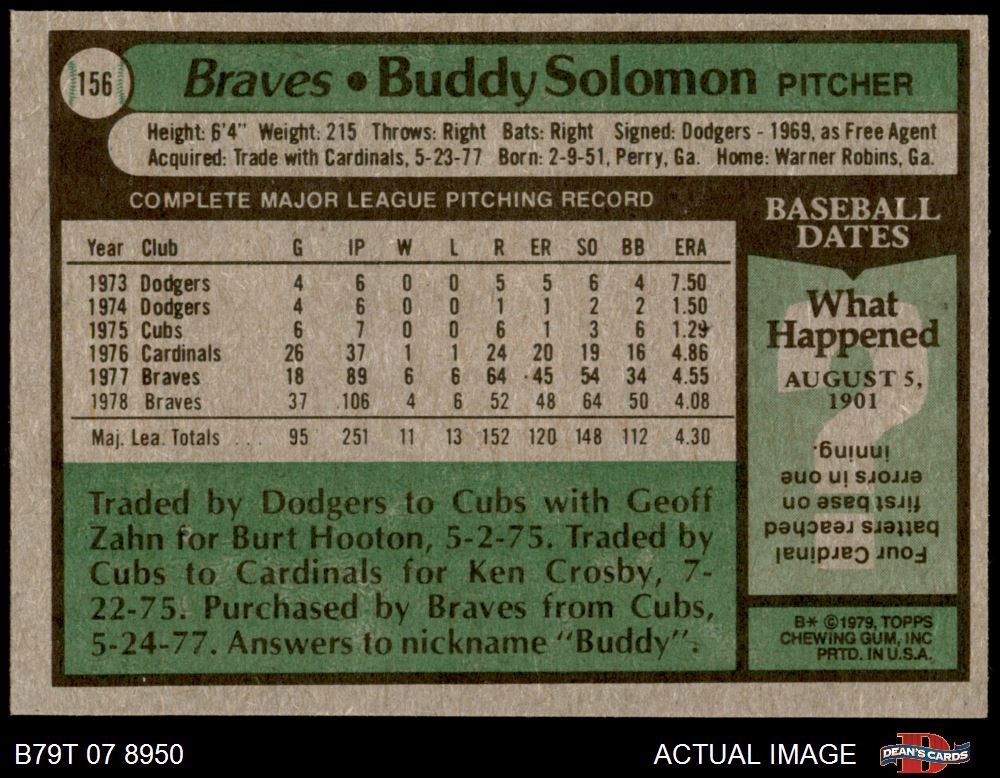 156
Braves • Buddy Solomon PITCHER
Height: 6'4" Weight: 215 Throws: Right Bats: Right Signed: Dodgers - 1969, as Free Agent
Acquired: Trade with Cardinals, 5-23-77 Born: 2-9-51, Perry, Ga. Home: Warner Robins, Ga.
COMPLETE MAJOR LEAGUE PITCHING RECORD
Year Club G IP W L R ER SO BB ERA
1973 Dodgers 4 6 0 0 5 5 6 4 7.50
1974 Dodgers 4 6 0 0 1 1 2 2 1.50
1975 Cubs 6 7 0 0 6 1 3 6 1.29
1976 Cardinals 26 37 1 1 24 20 19 16 4.86
1977 Braves 18 89 6 6 64 45 54 34 4.55
1978 Braves 37 106 4 6 52 48 64 50 4.08
Maj. Lea. Totals . . . 95 251 11 13 152 120 148 112 4.30
Traded by Dodgers to Cubs with Geoff
Zahn for Burt Hooton, 5-2-75. Traded by
Cubs to Cardinals for Ken Crosby, 7-
22-75. Purchased by Braves from Cubs,
5-24-77. Answers to nickname "Buddy".
BASEBALL
DATES
What
Happened
AUGUST 5,
1901
Four Cardinal
batters reached
first base on
errors in one
inning.
B* ©1979, TOPPS
CHEWING GUM, INC
PRTD. IN U.S.A.
B79T 07 8950
ACTUAL IMAGE
DEAN'S CARDS